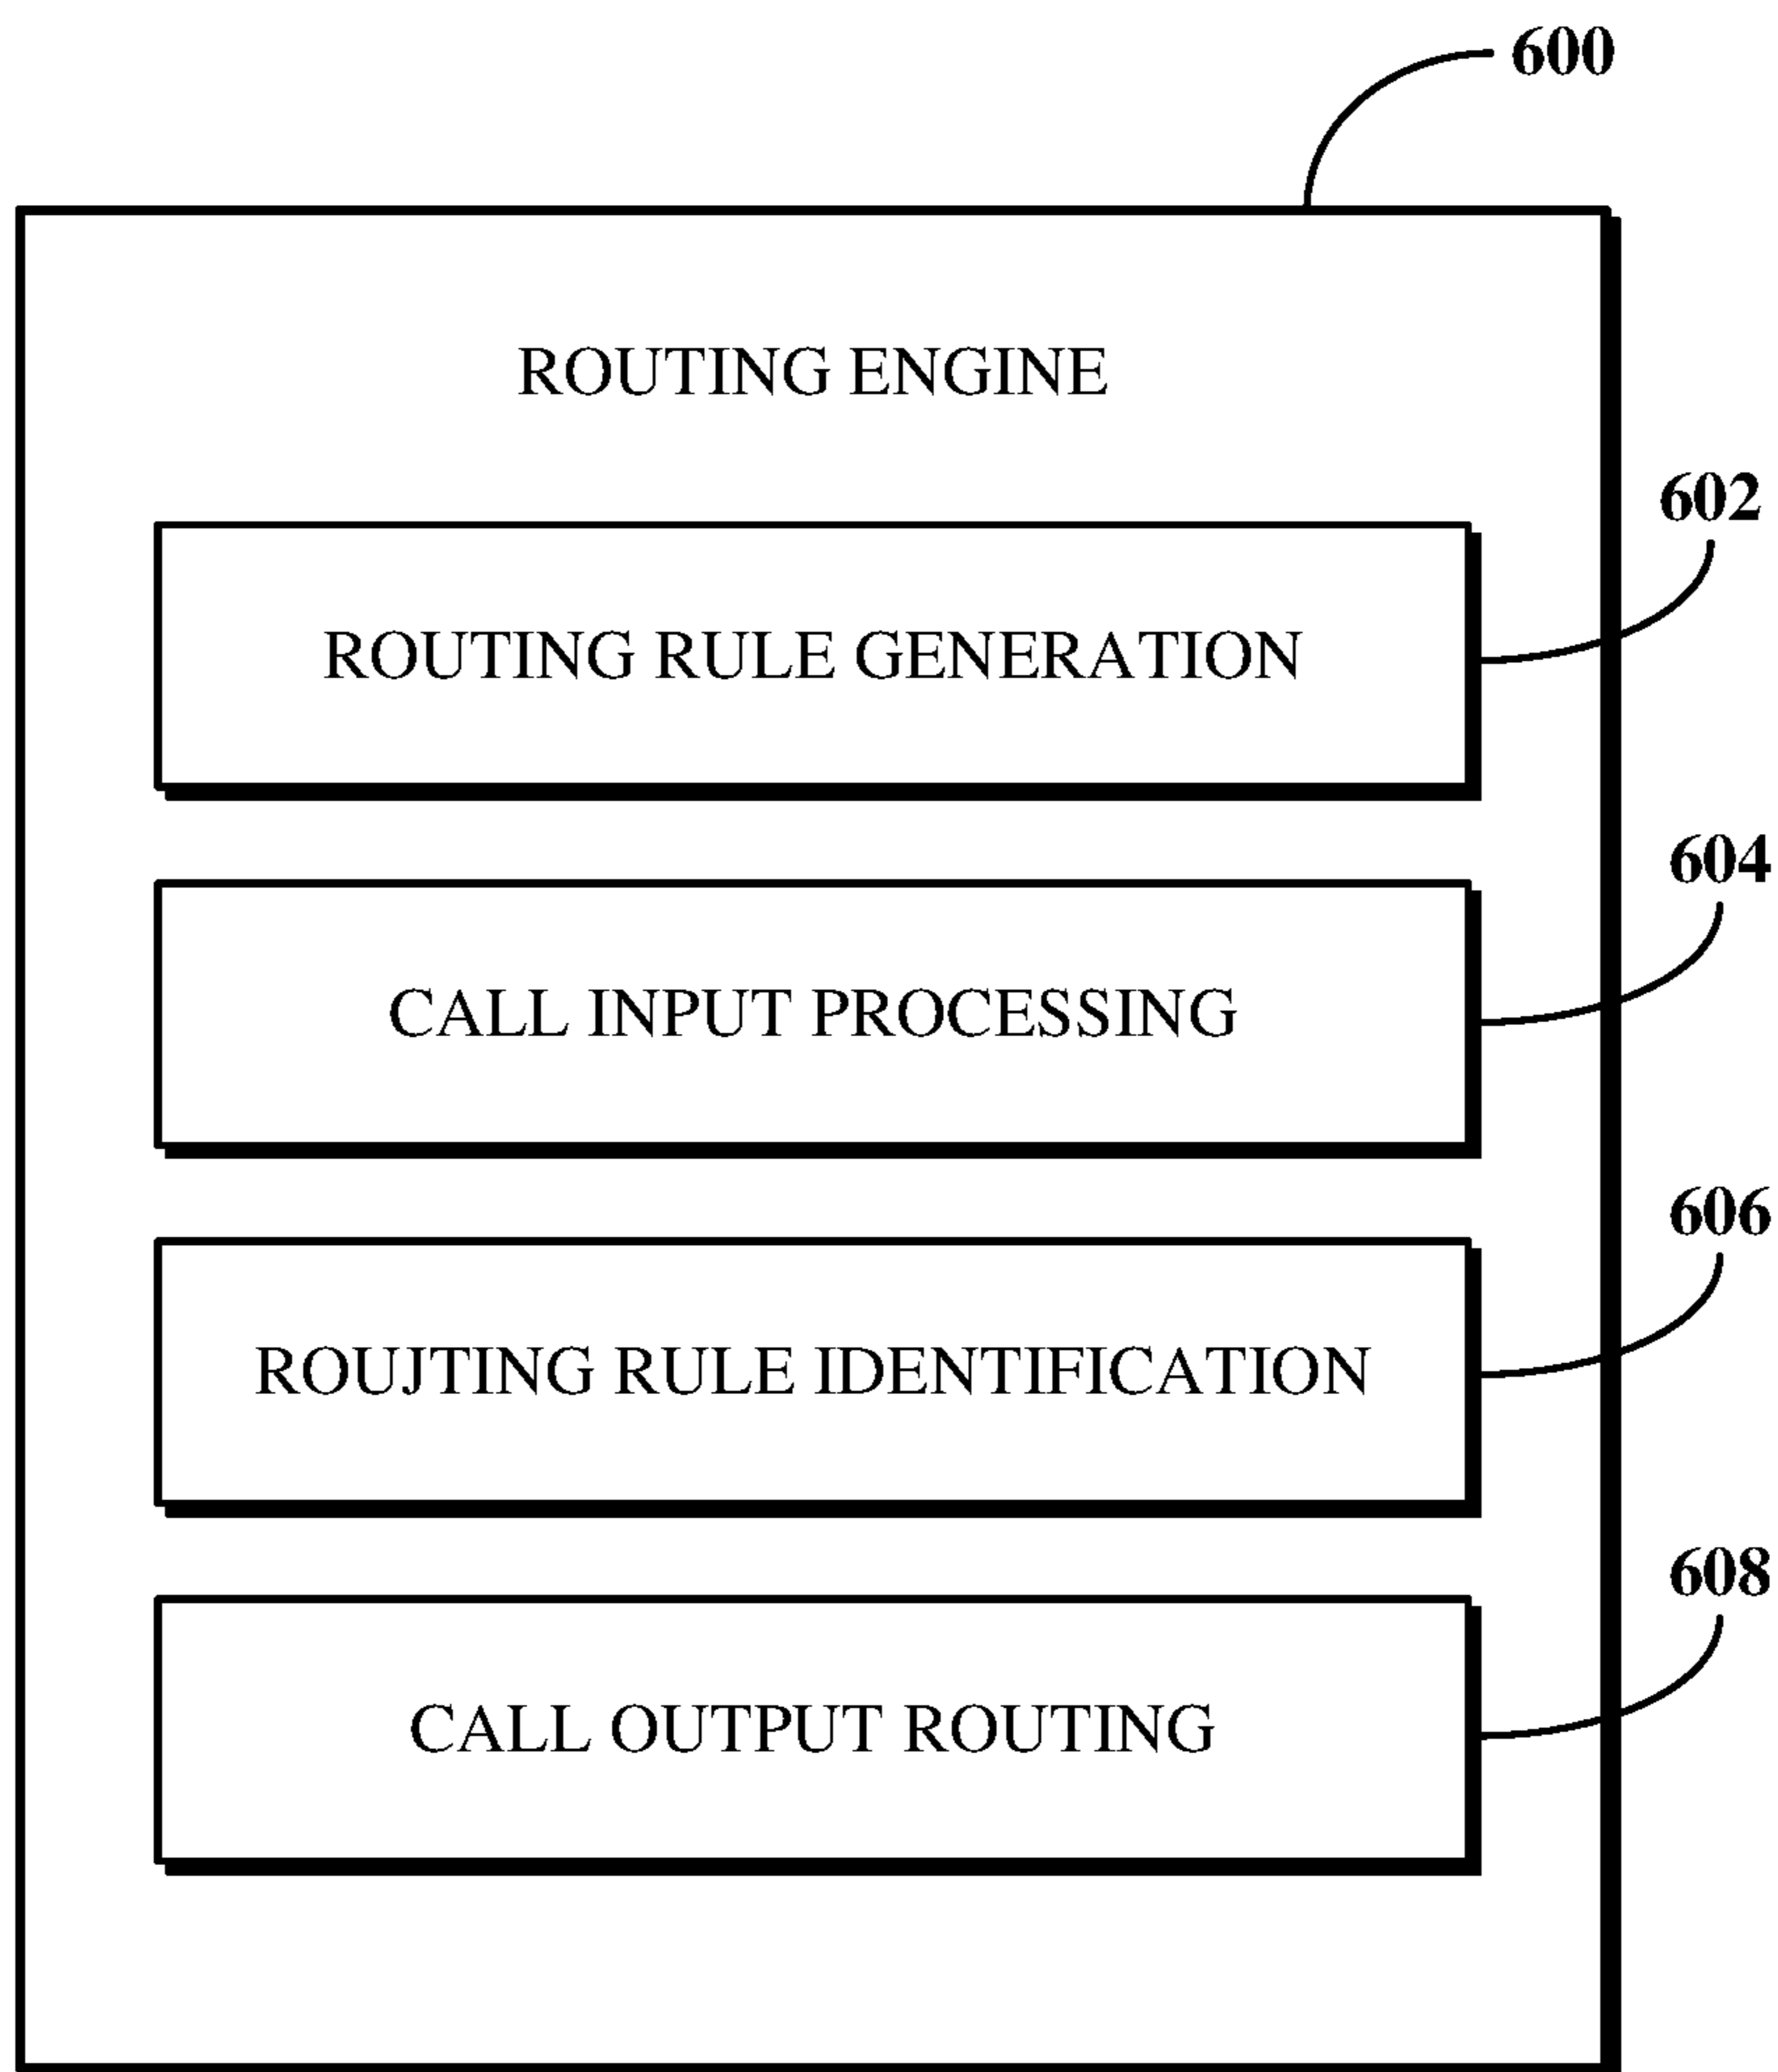 600
ROUTING ENGINE
602
ROUTING RULE GENERATION
604
CALL INPUT PROCESSING
606
ROUJTING RULE IDENTIFICATION
608
CALL OUTPUT ROUTING